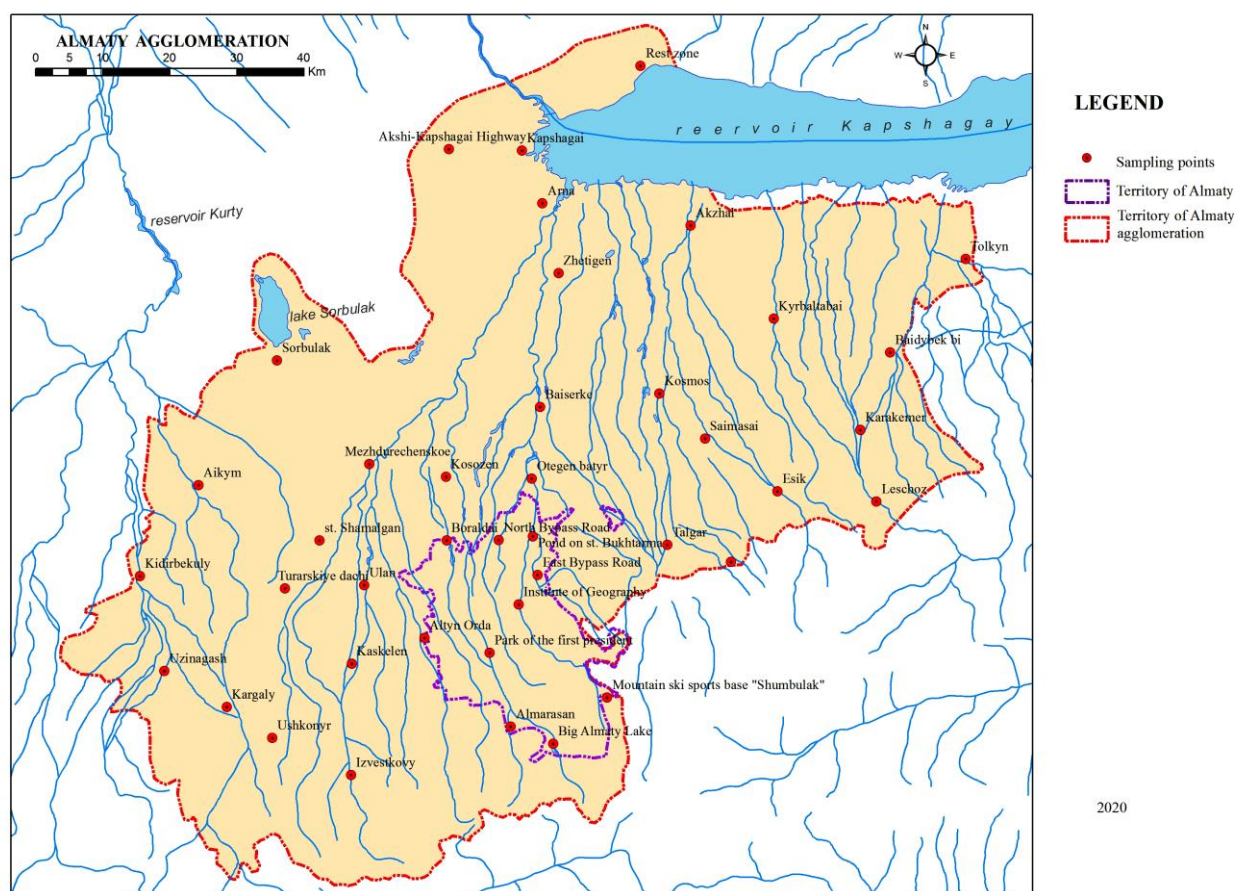 ALMATY AGGLOMERATION
0 5 10 20 30 40
Km
N
W E
S
Rest zone
reervoir Kapshagay
Akshi-Kapshagai Highway
Kapshagai
Arna
reservoir Kurty
Akzhal
Tolkyn
Zhetigen
lake Sorbulak
Kyrbaltabai
Sorbulak
Baidybek bi
Kosmos
Baiserke
Karakemer
Saimasai
Mezhdurechenskoe
Kosozen
Otegen batyr
Aikym
Esik
Leschoz
st. Shamalgan
Boraldai
North Bypass Road
Pond on st. Bukhtarma
Talgar
East Bypass Road
Kidirbekuly
Turarskiye dachi
Ulan
Institute of Geography
Altyn Orda
Park of the first president
Uzinagash
Kaskelen
Mountain ski sports base "Shumbulak"
Kargaly
Ushkonyr
Almarasan
Big Almaty Lake
Izvestkovy
LEGEND
Sampling points
Territory of Almaty
Territory of Almaty
agglomeration
2020